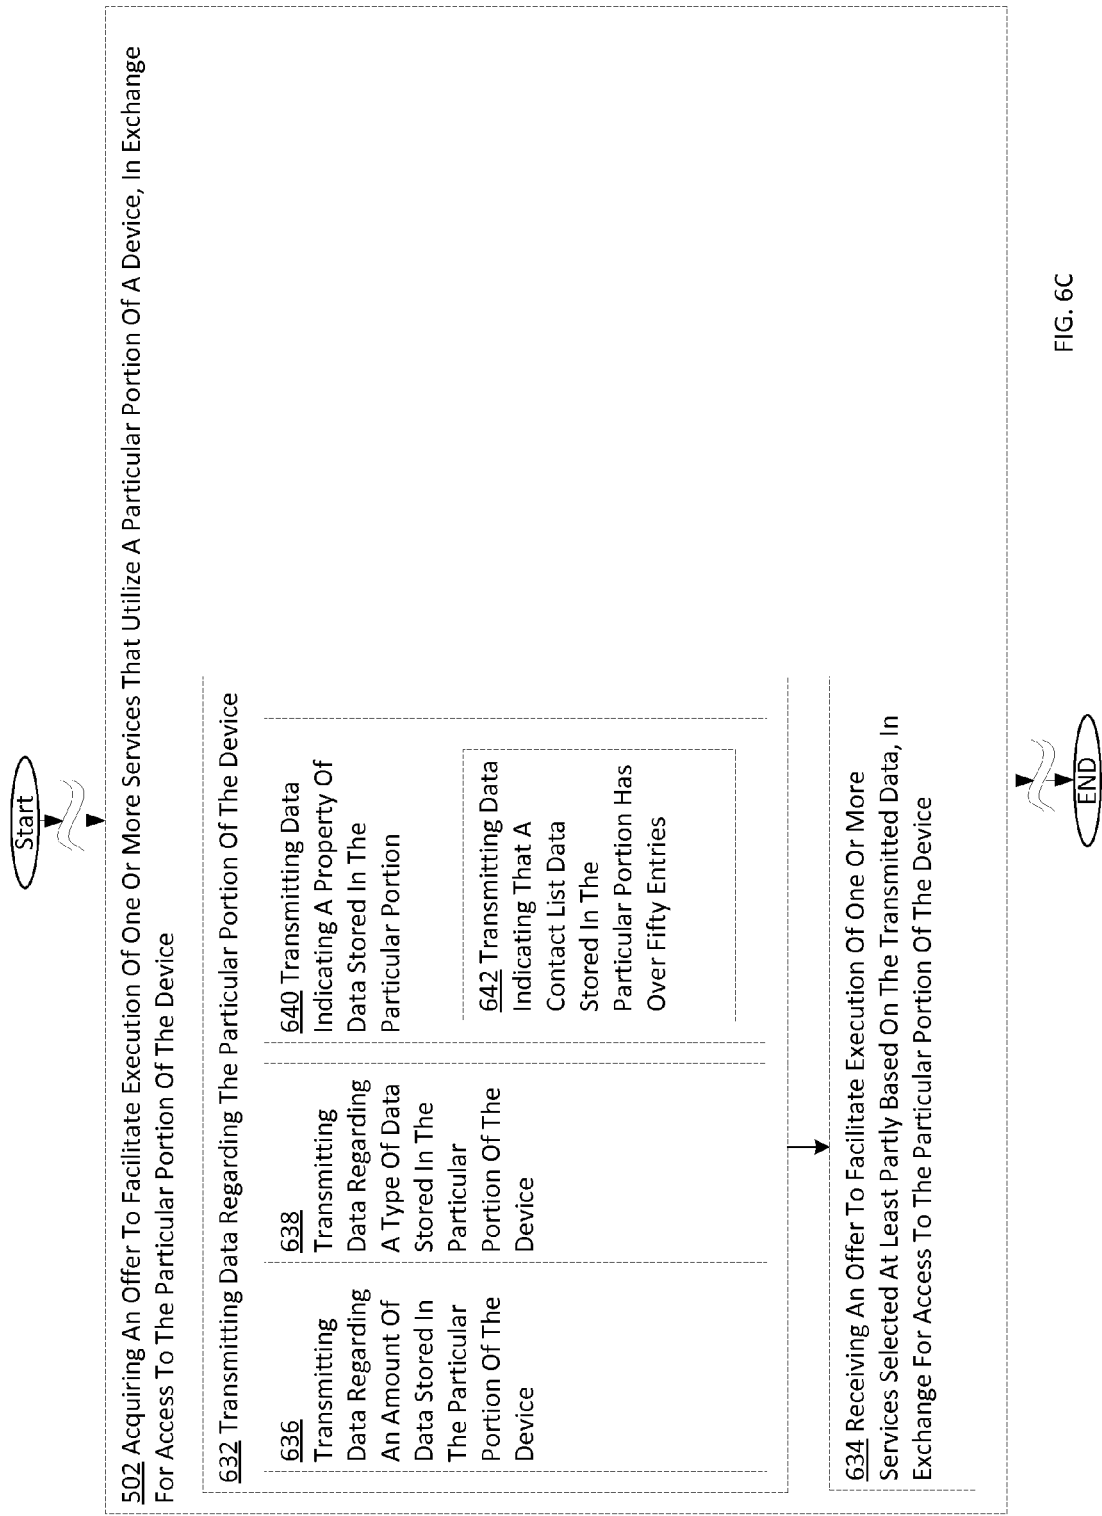 Start
502 Acquiring An Offer To Facilitate Execution Of One Or More Services That Utilize A Particular Portion Of A Device, In Exchange
For Access To The Particular Portion Of The Device
632 Transmitting Data Regarding The Particular Portion Of The Device
636
Transmitting
Data Regarding
An Amount Of
Data Stored In
The Particular
Portion Of The
Device
638
Transmitting
Data Regarding
A Type Of Data
Stored In The
Particular
Portion Of The
Device
640 Transmitting Data
Indicating A Property Of
Data Stored In The
Particular Portion
642 Transmitting Data
Indicating That A
Contact List Data
Stored In The
Particular Portion Has
Over Fifty Entries
634 Receiving An Offer To Facilitate Execution Of One Or More
Services Selected At Least Partly Based On The Transmitted Data, In
Exchange For Access To The Particular Portion Of The Device
END
FIG. 6C